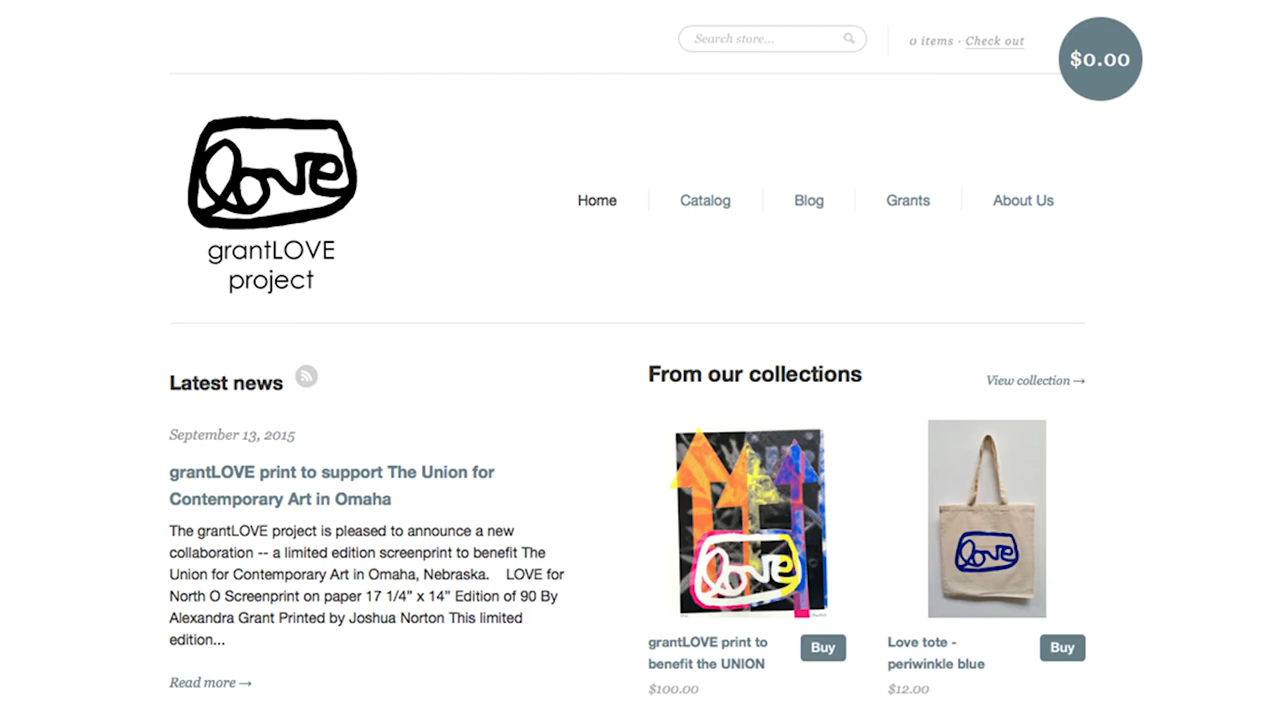 Search store...
0 items · Check out
$0.00
love
grantLOVE
project
Home
Catalog
Blog
Grants
About Us
Latest news
From our collections
View collection →
September 13, 2015
grantLOVE print to support The Union for
Contemporary Art in Omaha
The grantLOVE project is pleased to announce a new
collaboration -- a limited edition screenprint to benefit The
Union for Contemporary Art in Omaha, Nebraska. LOVE for
North O Screenprint on paper 17 1/4” x 14” Edition of 90 By
Alexandra Grant Printed by Joshua Norton This limited
edition...
Read more →
love
grantLOVE print to
benefit the UNION
Buy
$100.00
love
Love tote -
periwinkle blue
Buy
$12.00